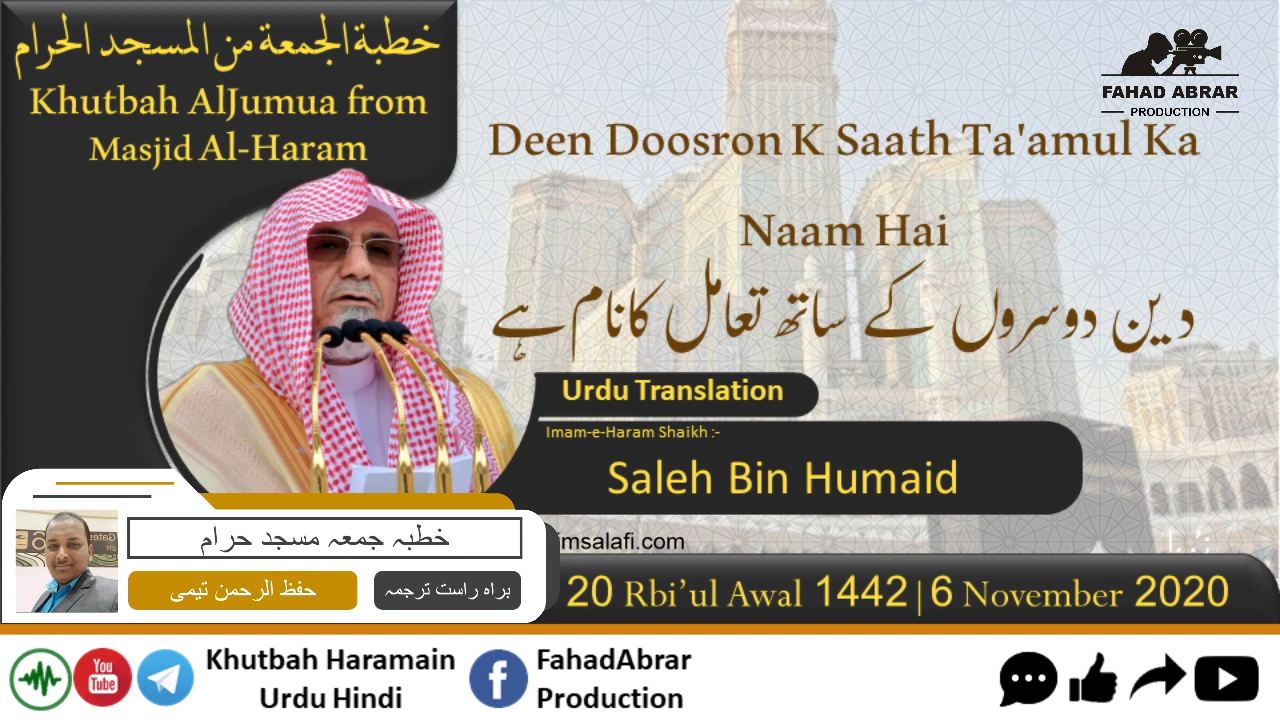 خطبة الجمعة من المسجد الحرام
Khutbah AlJumua from
Masjid Al-Haram
FAHAD ABRAR
PRODUCTION
Deen Doosron K Saath Ta'amul Ka
Naam Hai
دین دوسروں کے ساتھ تعامل کا نام ہے
Urdu Translation
Imam-e-Haram Shaikh :-
Saleh Bin Humaid
imsalafi.com
خطبہ جمعہ مسجد حرام
حفظ الرحمن تیمی
براہ راست ترجمہ
20 Rbi’ul Awal 1442 | 6 November 2020
You
Tube
Khutbah Haramain
Urdu Hindi
FahadAbrar
Production